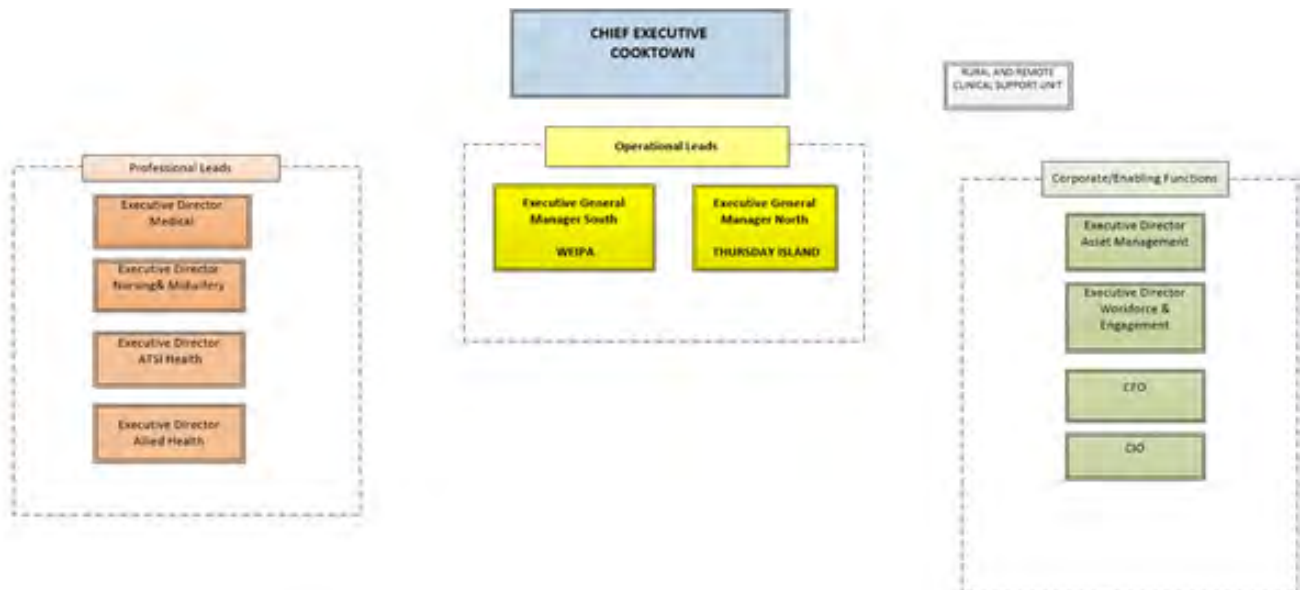 CHIEF EXECUTIVE
COOKTOWN
RURAL AND REMOTE
CLINICAL SUPPORT UNIT
Professional Leads
Executive Director
Medical
Executive Director
Nursing& Midwifery
Executive Director
ATSI Health
Executive Director
Allied Health
Operational Leads
Executive General
Manager South
WEIPA
Executive General
Manager North
THURSDAY ISLAND
Corporate/Enabling Functions
Executive Director
Asset Management
Executive Director
Workforce &
Engagement
CFO
CIO